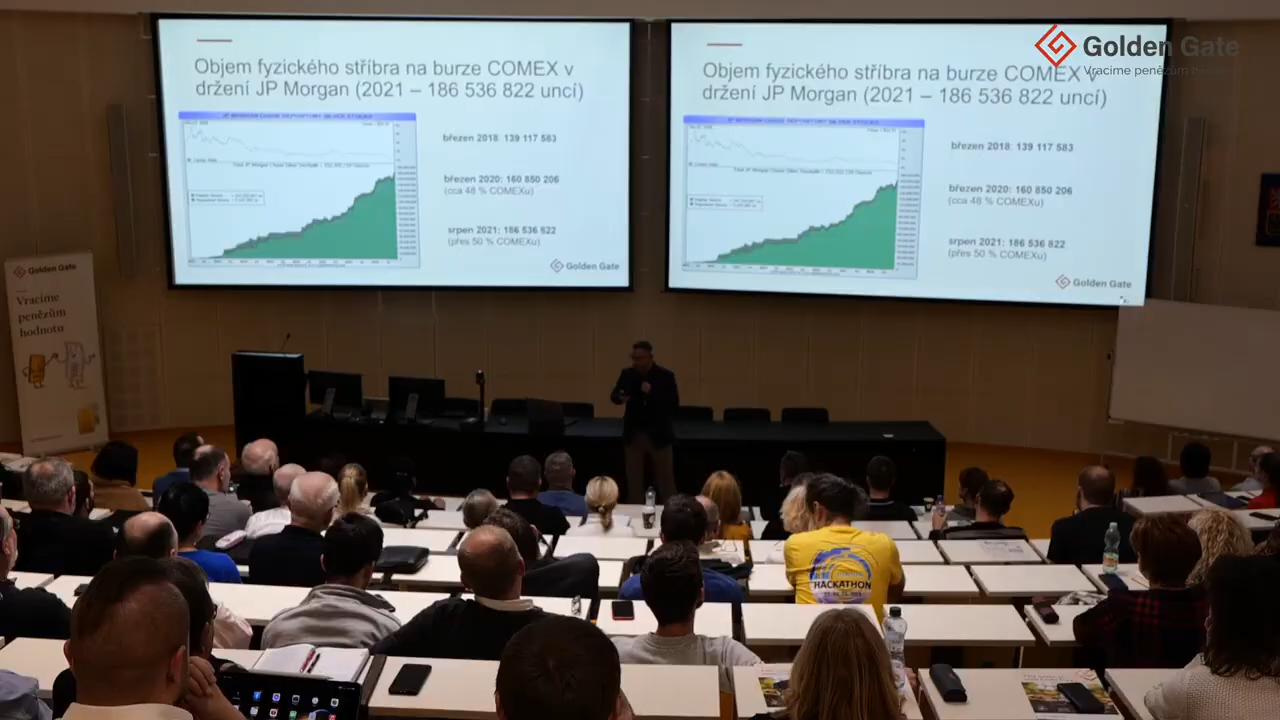 Objem fyzického stříbra na burze COMEX v
držení JP Morgan (2021 – 186 536 822 uncí)
březen 2018: 139 117 583
březen 2020: 160 850 206
(cca 48 % COMEXu)
srpen 2021: 186 536 822
(přes 50 % COMEXu)
Golden Gate
Objem fyzického stříbra na burze COMEX v
držení JP Morgan (2021 – 186 536 822 uncí)
březen 2018: 139 117 583
březen 2020: 160 850 206
(cca 48 % COMEXu)
srpen 2021: 186 536 822
(přes 50 % COMEXu)
Golden Gate
Golden Gate
Vracíme penězům
Golden Gate
Vracíme
penězům
hodnotu
HACKATHON